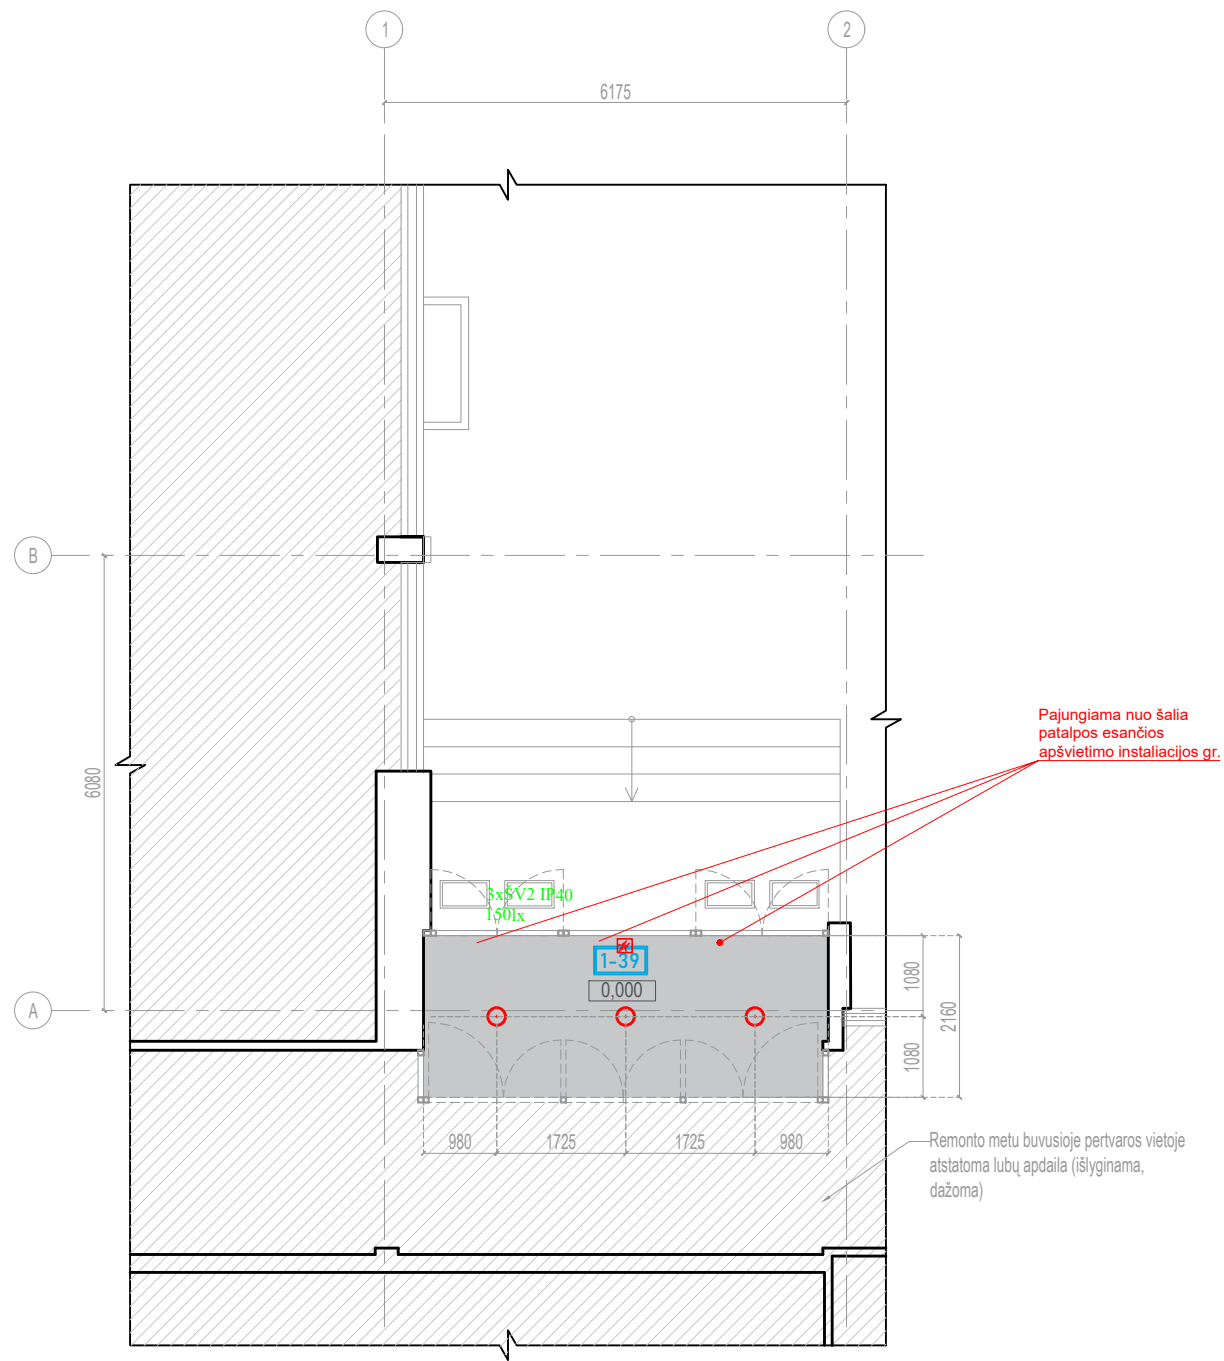 1
2
6175
B
6080
Pajungiama nuo šalia
patalpos esančios
apšvietimo instaliacijos gr.
3xŠV2 IP40
150lx
1-39
0,000
A
1080
2160
1080
980
1725
1725
980
Remonto metu buvusioje pertvaros vietoje
atstatoma lubų apdaila (išlyginama,
dažoma)